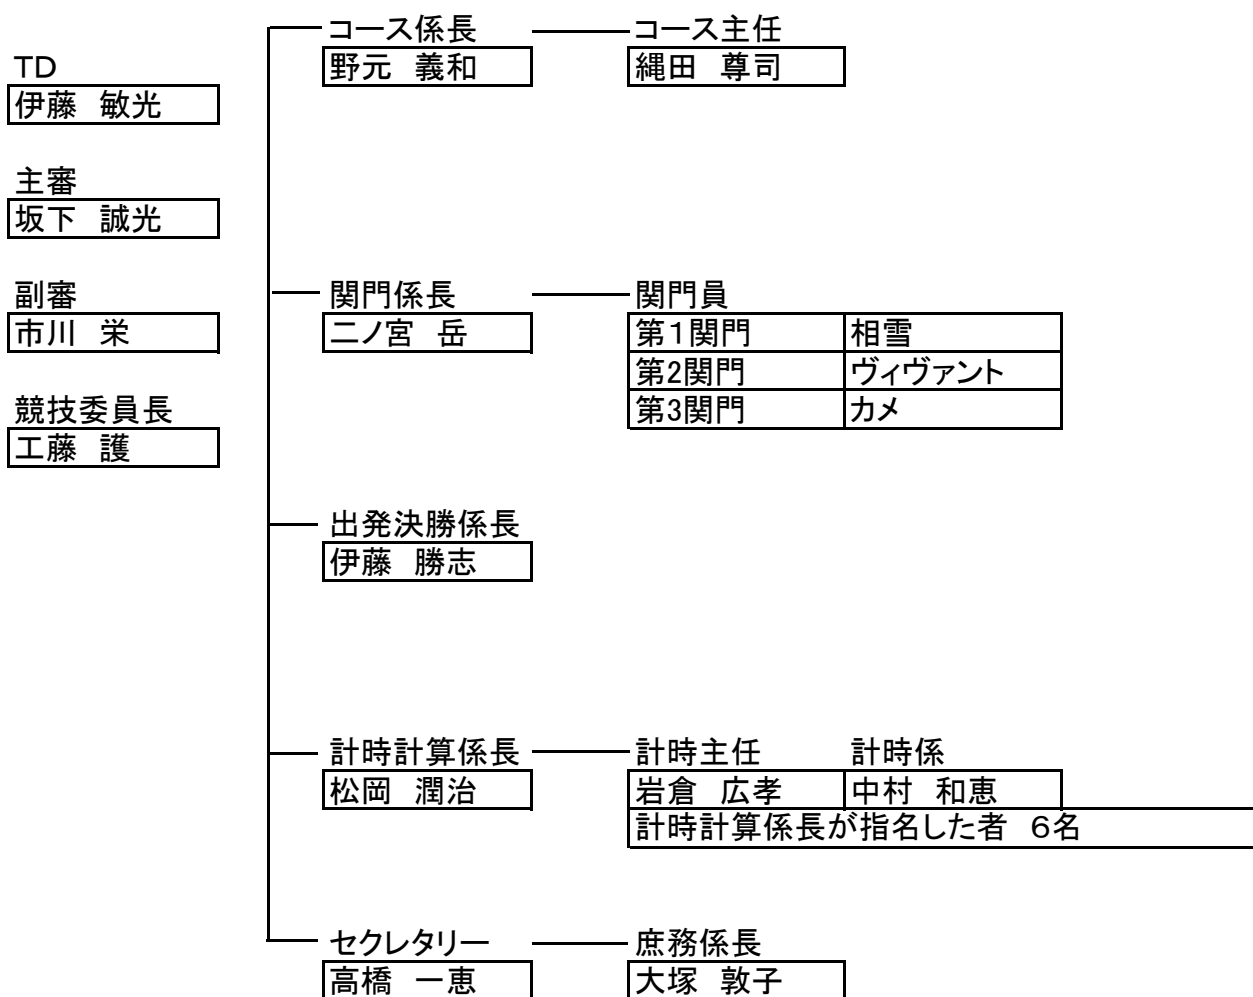 TD
伊藤　敏光
主審
坂下　誠光
副審
市川　栄
競技委員長
工藤　護
コース係長
野元　義和
コース主任
縄田　尊司
関門係長
二ノ宮　岳
関門員
第１関門　相雪
第2関門　ヴィヴァント
第3関門　カメ
出発決勝係長
伊藤　勝志
計時計算係長
松岡　潤治
計時主任　計時係
岩倉　広孝　中村　和恵
計時計算係長が指名した者　６名
セクレタリー
高橋　一恵
庶務係長
大塚　敦子